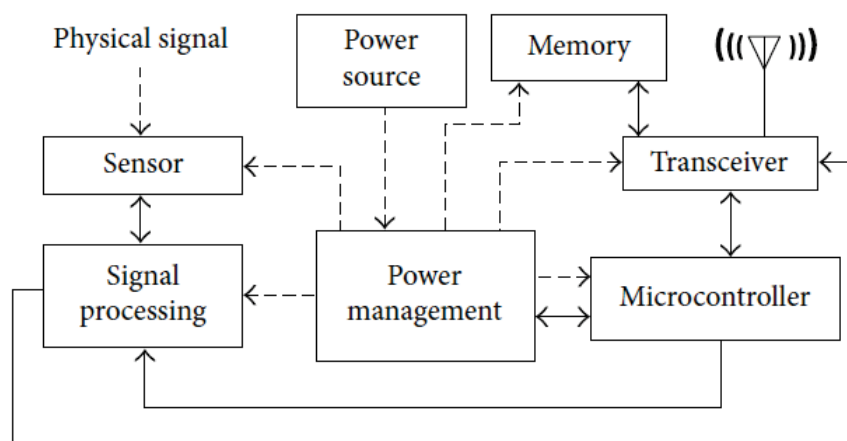 Physical signal
Power
source
Memory
Sensor
Transceiver
Signal
processing
Power
management
Microcontroller